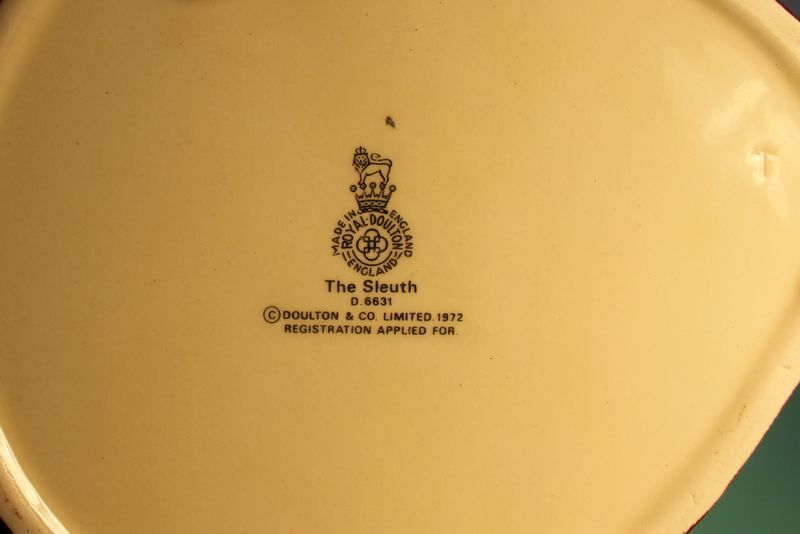 MADE IN ENGLAND
ROYAL·DOULTON
ENGLAND
The Sleuth
D.6631
© DOULTON & CO. LIMITED.1972
REGISTRATION APPLIED FOR.